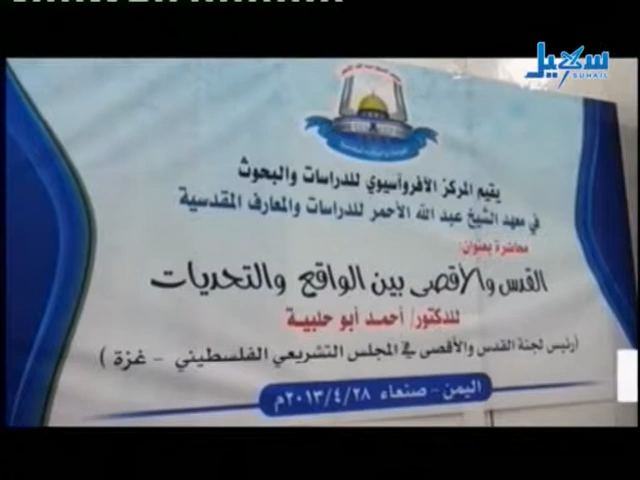 سهيل
SUHAIL
يقيم المركز الأفروآسيوي للدراسات والبحوث
في معهد الشيخ عبد الله الأحمر للدراسات والمعارف المقدسية
محاضرة بعنوان:
القدس والأقصى بين الواقع والتحديات
للدكتور/ أحمد أبو حلبية
(رئيس لجنة القدس والأقصى في المجلس التشريعي الفلسطيني - غزة )
اليمن - صنعاء ٢٠١٣/٤/٢٨م